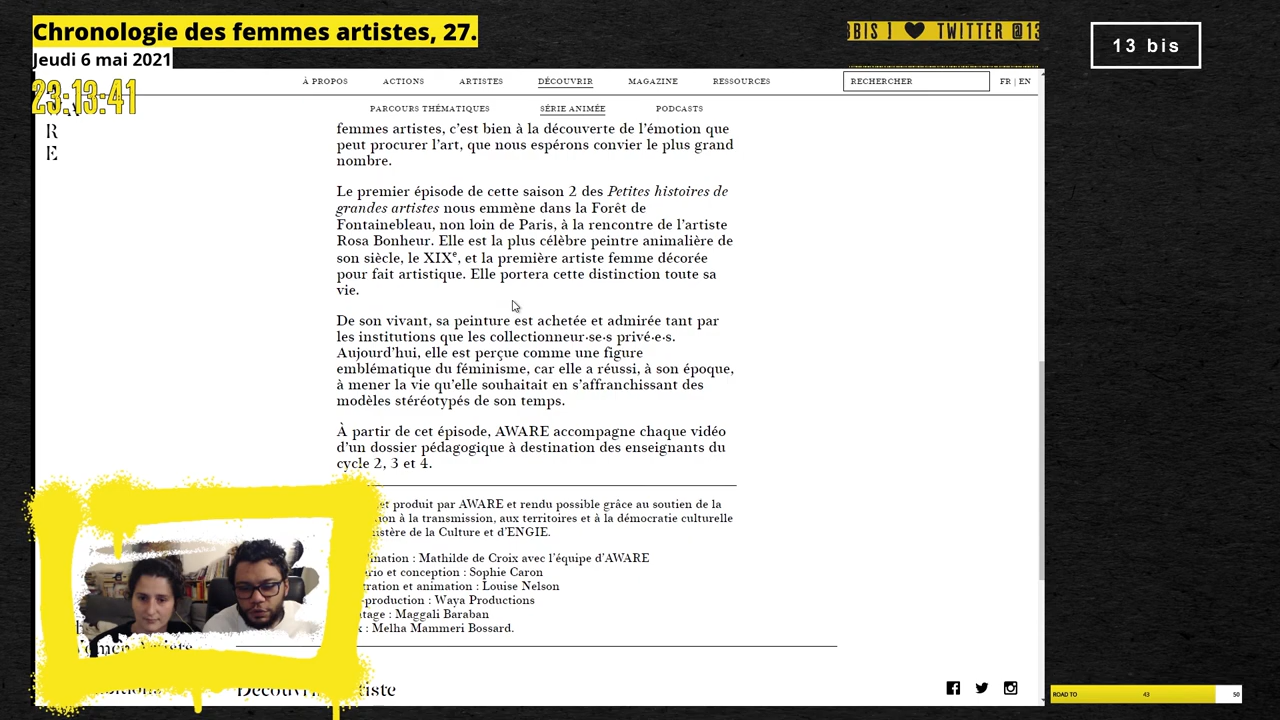 Chronologie des femmes artistes, 27.
Jeudi 6 mai 2021
23:13:41
BIS ] ♥ TWITTER @13
13 bis
À PROPOS ACTIONS ARTISTES DÉCOUVRIR MAGAZINE RESSOURCES
RECHERCHER
FR | EN
PARCOURS THÉMATIQUES SÉRIE ANIMÉE PODCASTS
R
E
femmes artistes, c’est bien à la découverte de l’émotion que
peut procurer l’art, que nous espérons convier le plus grand
nombre.
Le premier épisode de cette saison 2 des Petites histoires de
grandes artistes nous emmène dans la Forêt de
Fontainebleau, non loin de Paris, à la rencontre de l’artiste
Rosa Bonheur. Elle est la plus célèbre peintre animalière de
son siècle, le XIXe, et la première artiste femme décorée
pour fait artistique. Elle portera cette distinction toute sa
vie.
De son vivant, sa peinture est achetée et admirée tant par
les institutions que les collectionneur·se·s privé·e·s.
Aujourd’hui, elle est perçue comme une figure
emblématique du féminisme, car elle a réussi, à son époque,
à mener la vie qu’elle souhaitait en s’affranchissant des
modèles stéréotypés de son temps.
À partir de cet épisode, AWARE accompagne chaque vidéo
d’un dossier pédagogique à destination des enseignants du
cycle 2, 3 et 4.
et produit par AWARE et rendu possible grâce au soutien de la
à la transmission, aux territoires et à la démocratie culturelle
de la Culture et d’ENGIE.
: Mathilde de Croix avec l’équipe d’AWARE
et conception : Sophie Caron
et animation : Louise Nelson
production : Waya Productions
: Maggali Baraban
: Melha Mammeri Bossard.
Artists
ROAD TO 43 50